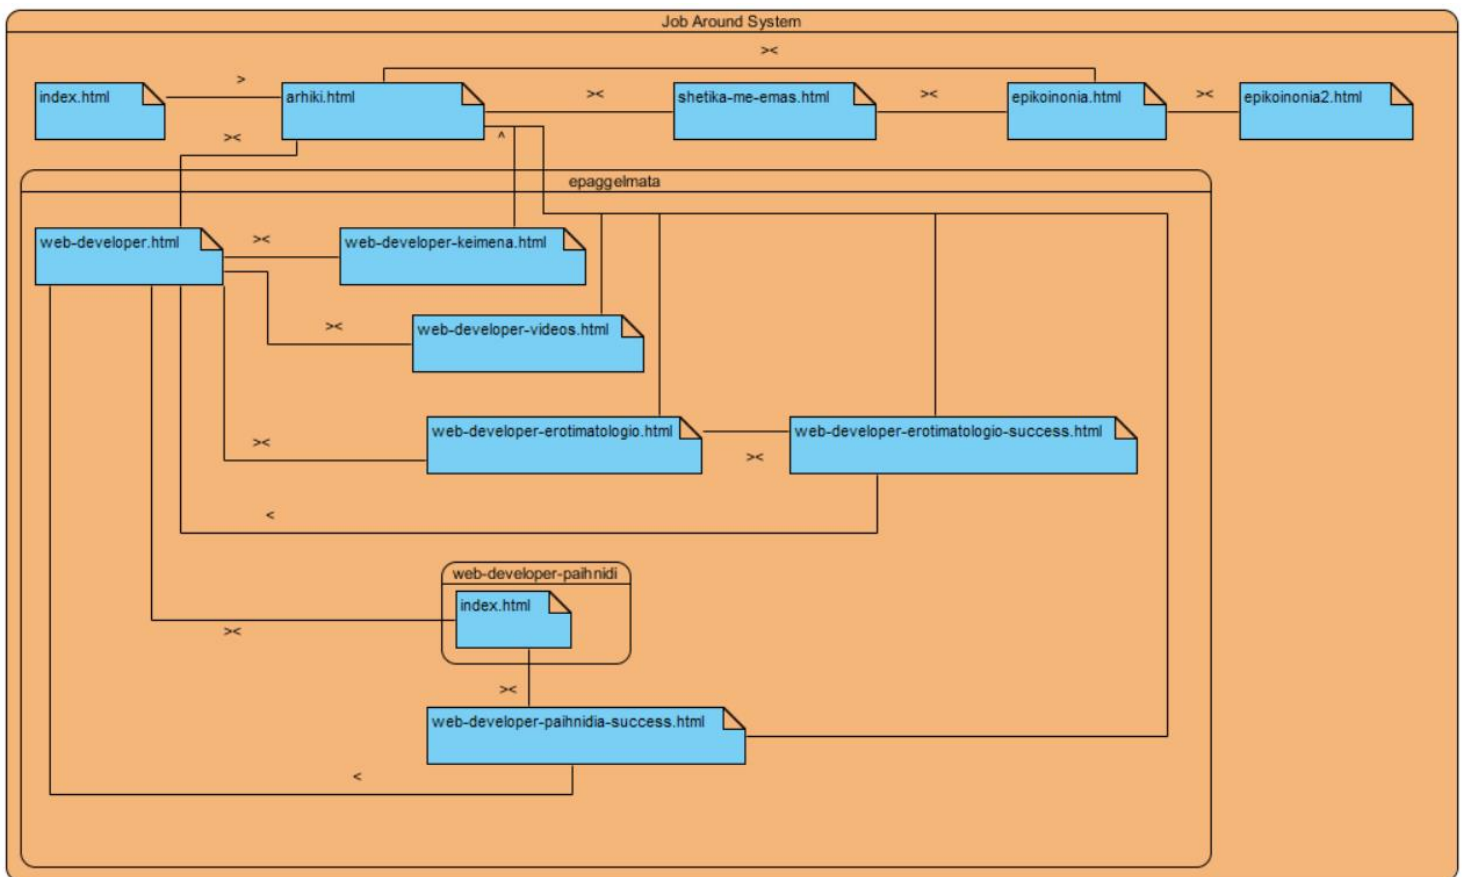 Job Around System
><
index.html
>
arhiki.html
><
shetika-me-emas.html
><
epikoinonia.html
><
epikoinonia2.html
><
^
epaggelmata
web-developer.html
><
web-developer-keimena.html
><
web-developer-videos.html
><
web-developer-erotimatologio.html
><
web-developer-erotimatologio-success.html
<
web-developer-paihnidi
index.html
><
><
web-developer-paihnidia-success.html
<